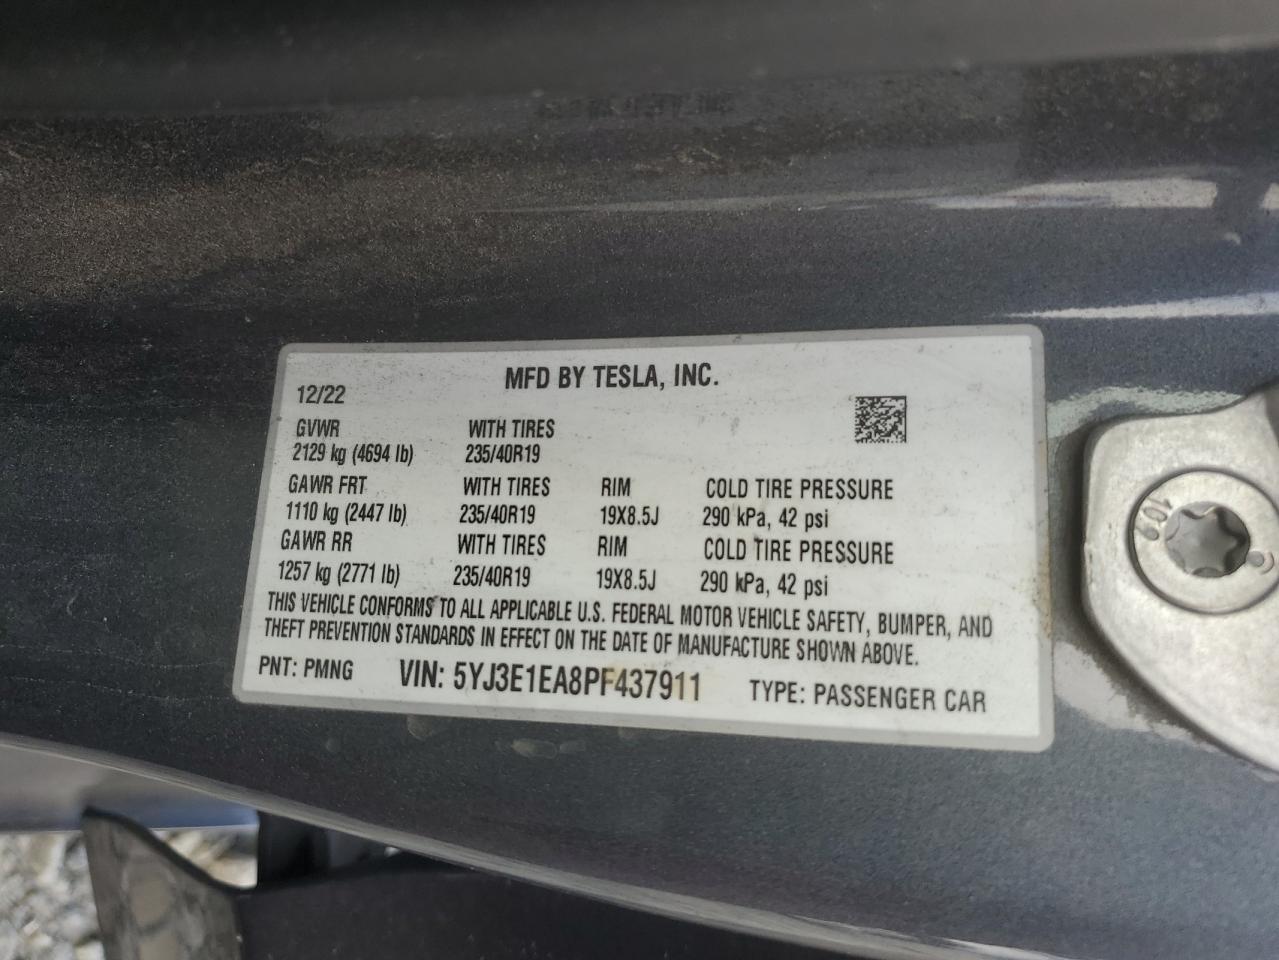 MFD BY TESLA, INC.
12/22
GVWR WITH TIRES
2129 kg (4694 lb) 235/40R19
GAWR FRT WITH TIRES RIM COLD TIRE PRESSURE
1110 kg (2447 lb) 235/40R19 19X8.5J 290 kPa, 42 psi
GAWR RR WITH TIRES RIM COLD TIRE PRESSURE
1257 kg (2771 lb) 235/40R19 19X8.5J 290 kPa, 42 psi
THIS VEHICLE CONFORMS TO ALL APPLICABLE U.S. FEDERAL MOTOR VEHICLE SAFETY, BUMPER, AND
THEFT PREVENTION STANDARDS IN EFFECT ON THE DATE OF MANUFACTURE SHOWN ABOVE.
PNT: PMNG VIN: 5YJ3E1EA8PF437911 TYPE: PASSENGER CAR